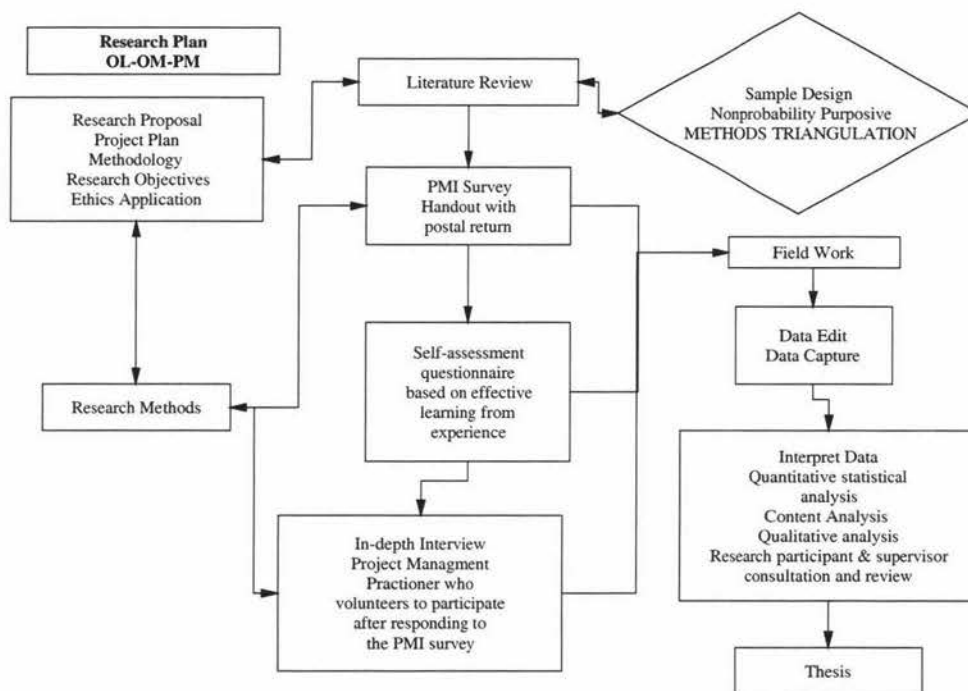 Research Plan
OL-OM-PM
Literature Review
Sample Design
Nonprobability Purposive
METHODS TRIANGULATION
Research Proposal
Project Plan
Methodology
Research Objectives
Ethics Application
PMI Survey
Handout with
postal return
Field Work
Data Edit
Data Capture
Self-assessment
questionnaire
based on effective
learning from
experience
Research Methods
Interpret Data
Quantitative statistical
analysis
Content Analysis
Qualitative analysis
Research participant & supervisor
consultation and review
In-depth Interview
Project Managment
Practioner who
volunteers to participate
after responding to
the PMI survey
Thesis